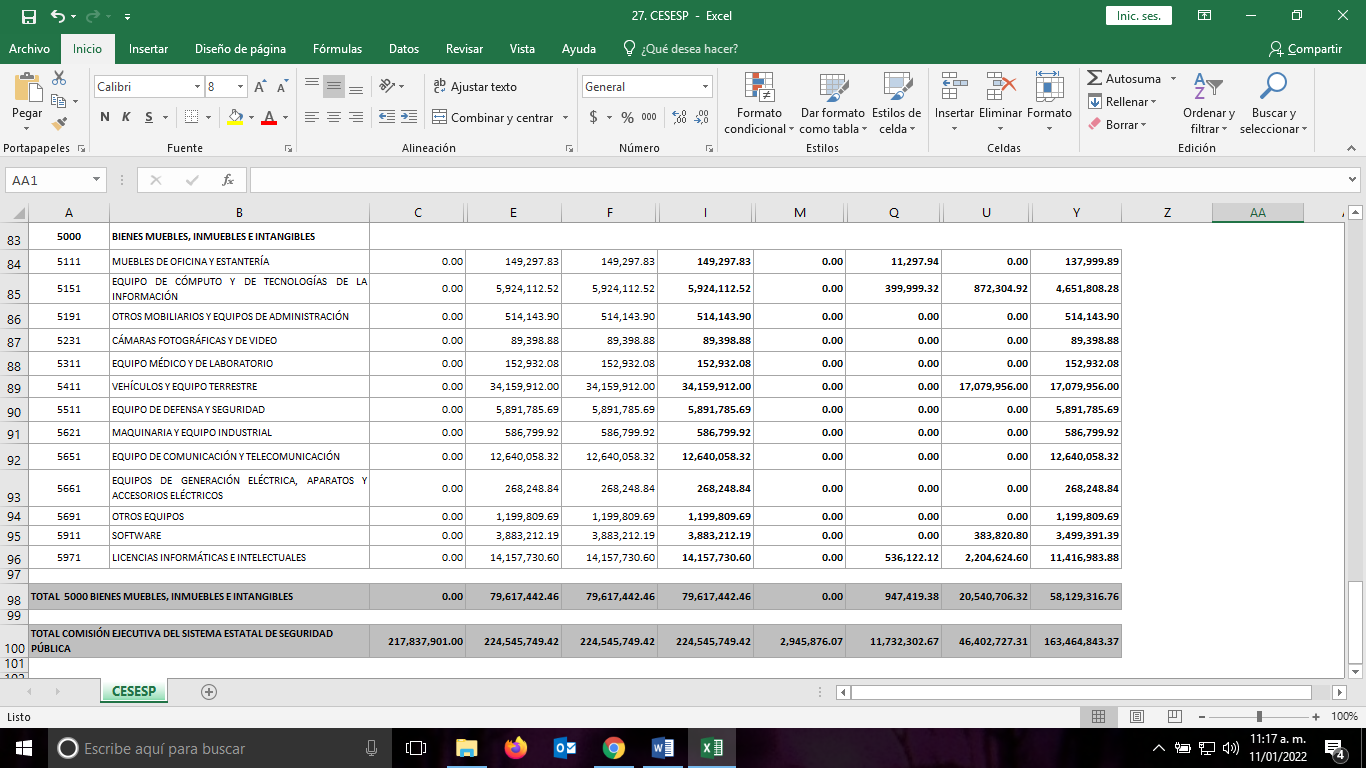 27. CESESP - Excel
Inic. ses.
Archivo Inicio Insertar Diseño de página Fórmulas Datos Revisar Vista Ayuda ¿Qué desea hacer? Compartir
Pegar
Portapapeles
Calibri 8
N K S
Fuente
Ajustar texto
Combinar y centrar
Alineación
General
$ % 000
Número
Formato condicional
Dar formato como tabla
Estilos de celda
Estilos
Insertar Eliminar Formato
Celdas
Autosuma
Rellenar
Borrar
Ordenar y filtrar
Buscar y seleccionar
Edición
AA1 fx
A B C E F I M Q U Y Z AA
83 5000 BIENES MUEBLES, INMUEBLES E INTANGIBLES
84 5111 MUEBLES DE OFICINA Y ESTANTERÍA 0.00 149,297.83 149,297.83 149,297.83 0.00 11,297.94 0.00 137,999.89
85 5151 EQUIPO DE CÓMPUTO Y DE TECNOLOGÍAS DE LA INFORMACIÓN 0.00 5,924,112.52 5,924,112.52 5,924,112.52 0.00 399,999.32 872,304.92 4,651,808.28
86 5191 OTROS MOBILIARIOS Y EQUIPOS DE ADMINISTRACIÓN 0.00 514,143.90 514,143.90 514,143.90 0.00 0.00 0.00 514,143.90
87 5231 CÁMARAS FOTOGRÁFICAS Y DE VIDEO 0.00 89,398.88 89,398.88 89,398.88 0.00 0.00 0.00 89,398.88
88 5311 EQUIPO MÉDICO Y DE LABORATORIO 0.00 152,932.08 152,932.08 152,932.08 0.00 0.00 0.00 152,932.08
89 5411 VEHÍCULOS Y EQUIPO TERRESTRE 0.00 34,159,912.00 34,159,912.00 34,159,912.00 0.00 0.00 17,079,956.00 17,079,956.00
90 5511 EQUIPO DE DEFENSA Y SEGURIDAD 0.00 5,891,785.69 5,891,785.69 5,891,785.69 0.00 0.00 0.00 5,891,785.69
91 5621 MAQUINARIA Y EQUIPO INDUSTRIAL 0.00 586,799.92 586,799.92 586,799.92 0.00 0.00 0.00 586,799.92
92 5651 EQUIPO DE COMUNICACIÓN Y TELECOMUNICACIÓN 0.00 12,640,058.32 12,640,058.32 12,640,058.32 0.00 0.00 0.00 12,640,058.32
93 5661 EQUIPOS DE GENERACIÓN ELÉCTRICA, APARATOS Y ACCESORIOS ELÉCTRICOS 0.00 268,248.84 268,248.84 268,248.84 0.00 0.00 0.00 268,248.84
94 5691 OTROS EQUIPOS 0.00 1,199,809.69 1,199,809.69 1,199,809.69 0.00 0.00 0.00 1,199,809.69
95 5911 SOFTWARE 0.00 3,883,212.19 3,883,212.19 3,883,212.19 0.00 0.00 383,820.80 3,499,391.39
96 5971 LICENCIAS INFORMÁTICAS E INTELECTUALES 0.00 14,157,730.60 14,157,730.60 14,157,730.60 0.00 536,122.12 2,204,624.60 11,416,983.88
97
98 TOTAL 5000 BIENES MUEBLES, INMUEBLES E INTANGIBLES 0.00 79,617,442.46 79,617,442.46 79,617,442.46 0.00 947,419.38 20,540,706.32 58,129,316.76
99
100 TOTAL COMISIÓN EJECUTIVA DEL SISTEMA ESTATAL DE SEGURIDAD PÚBLICA 217,837,901.00 224,545,749.42 224,545,749.42 224,545,749.42 2,945,876.07 11,732,302.67 46,402,727.31 163,464,843.37
101
CESESP
Listo 100%
Escribe aquí para buscar
11:17 a. m.
11/01/2022
4